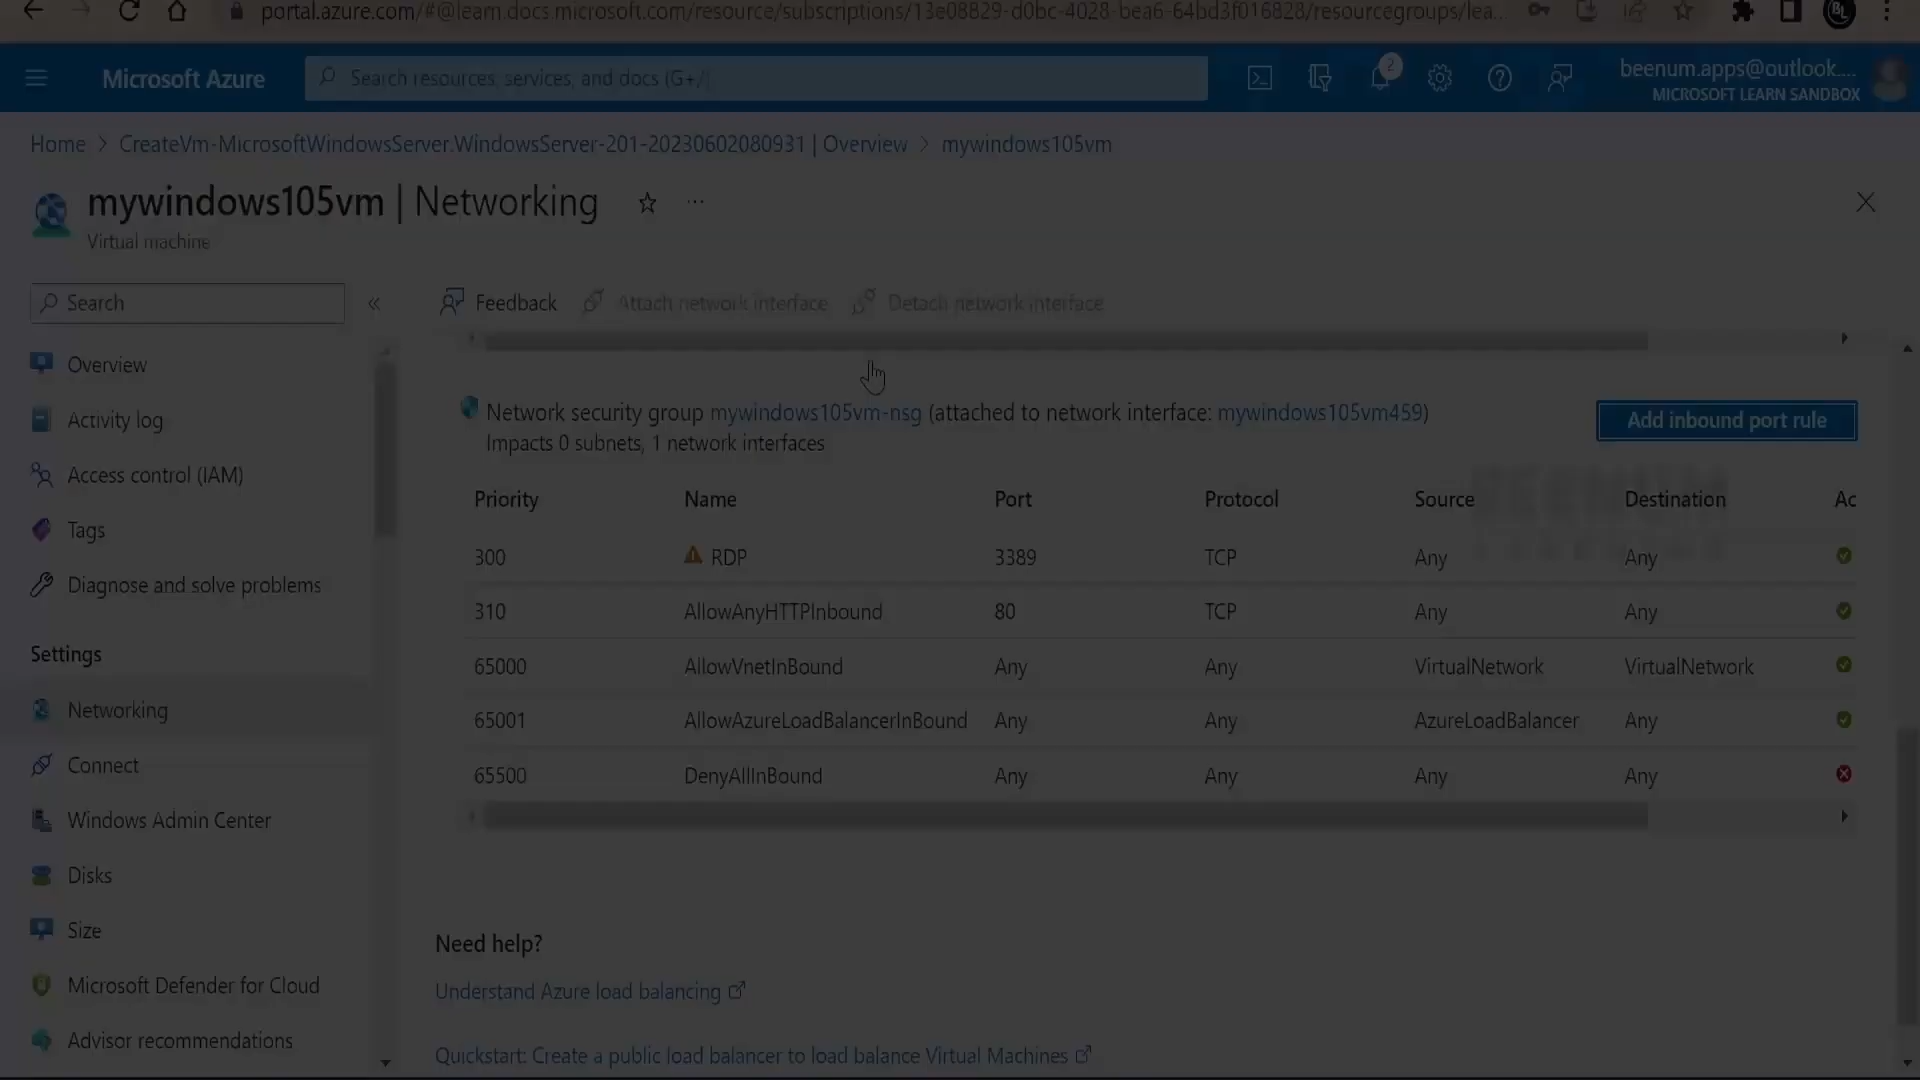 portal.azure.com/#@learn.docs.microsoft.com/resource/subscriptions/13e08829-d0bc-4028-bea6-64bd3f016828/resourcegroups/lea...
BL
Microsoft Azure
Search resources, services, and docs (G+/)
2
beenum.apps@outlook....
MICROSOFT LEARN SANDBOX
Home > CreateVm-MicrosoftWindowsServer.WindowsServer-201-20230602080931 | Overview > mywindows105vm
mywindows105vm | Networking
Virtual machine
Search
Feedback
Attach network interface
Detach network interface
Overview
Activity log
Access control (IAM)
Tags
Diagnose and solve problems
Settings
Networking
Connect
Windows Admin Center
Disks
Size
Microsoft Defender for Cloud
Advisor recommendations
Network security group mywindows105vm-nsg (attached to network interface: mywindows105vm459)
Impacts 0 subnets, 1 network interfaces
Add inbound port rule
Priority Name Port Protocol Source Destination Ac
300 RDP 3389 TCP Any Any
310 AllowAnyHTTPInbound 80 TCP Any Any
65000 AllowVnetInBound Any Any VirtualNetwork VirtualNetwork
65001 AllowAzureLoadBalancerInBound Any Any AzureLoadBalancer Any
65500 DenyAllInBound Any Any Any Any
Need help?
Understand Azure load balancing
Quickstart: Create a public load balancer to load balance Virtual Machines